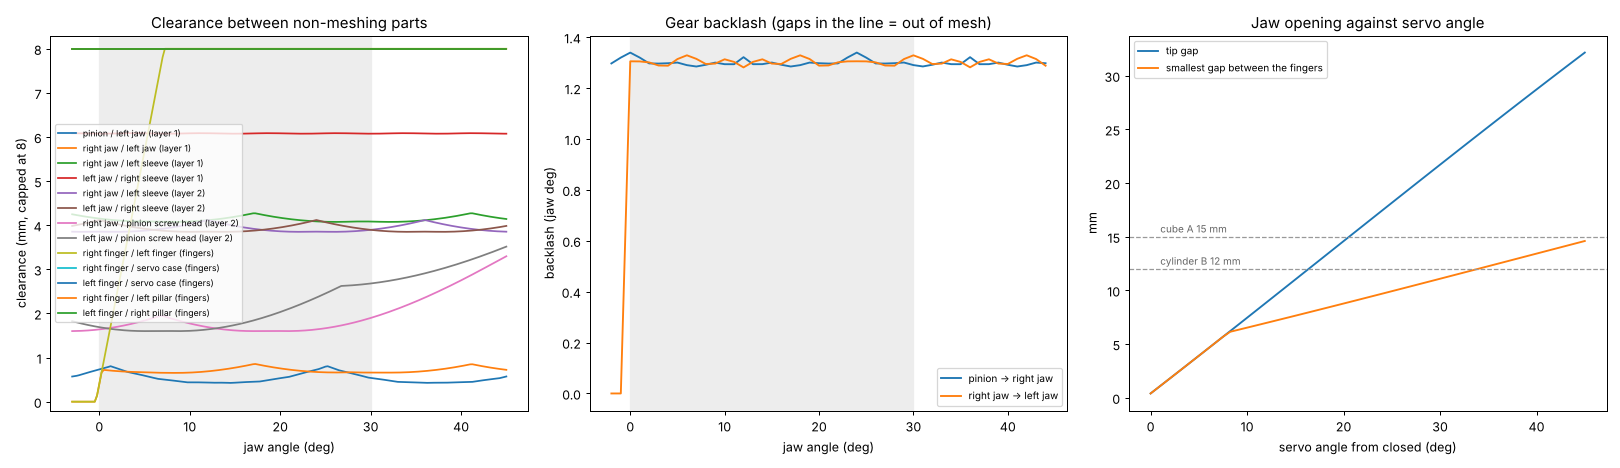 Clearance between non-meshing parts
clearance (mm, capped at 8)
8
7
6
5
4
3
2
1
0
pinion / left jaw (layer 1)
right jaw / left jaw (layer 1)
right jaw / left sleeve (layer 1)
left jaw / right sleeve (layer 1)
right jaw / left sleeve (layer 2)
left jaw / right sleeve (layer 2)
right jaw / pinion screw head (layer 2)
left jaw / pinion screw head (layer 2)
right finger / left finger (fingers)
right finger / servo case (fingers)
left finger / servo case (fingers)
right finger / left pillar (fingers)
left finger / right pillar (fingers)
0 10 20 30 40
jaw angle (deg)
Gear backlash (gaps in the line = out of mesh)
backlash (jaw deg)
1.4
1.2
1.0
0.8
0.6
0.4
0.2
0.0
pinion → right jaw
right jaw → left jaw
0 10 20 30 40
jaw angle (deg)
Jaw opening against servo angle
mm
30
25
20
15
10
5
0
tip gap
smallest gap between the fingers
cube A 15 mm
cylinder B 12 mm
0 10 20 30 40
servo angle from closed (deg)